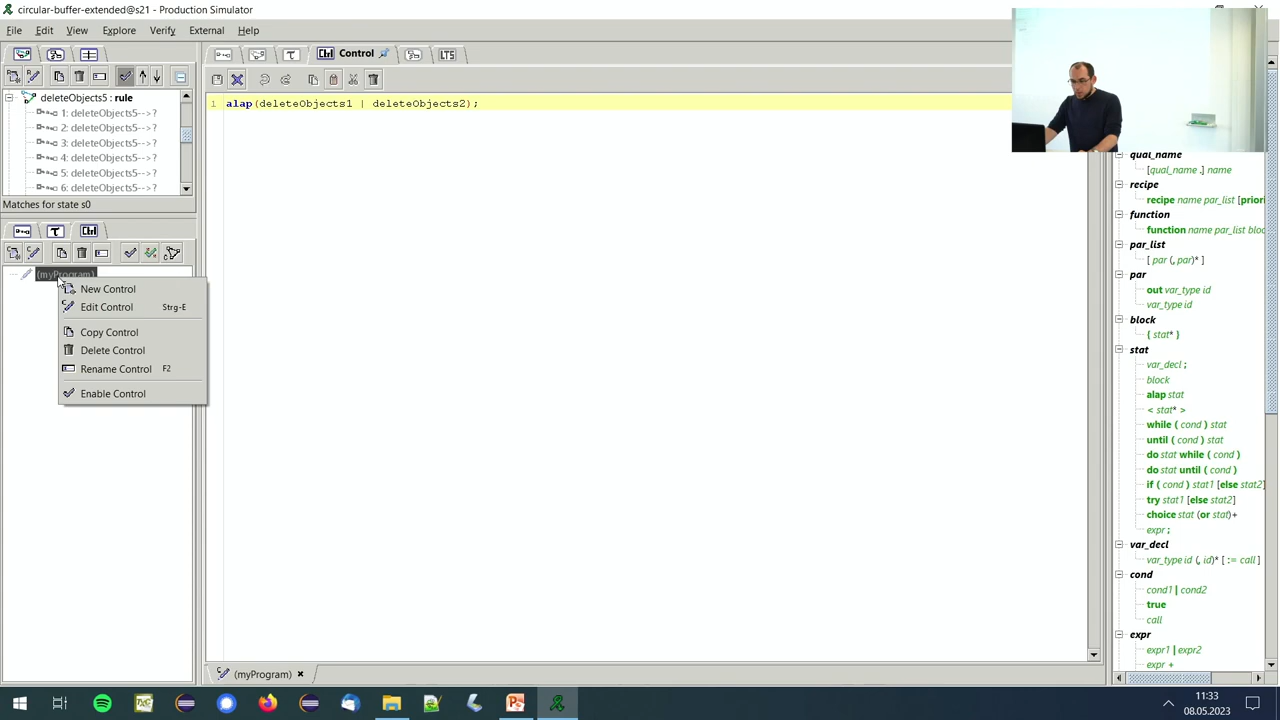 circular-buffer-extended@s21 - Production Simulator
File Edit View Explore Verify External Help
Control
LTS
deleteObjects5 : rule
1: deleteObjects5-->?
2: deleteObjects5-->?
3: deleteObjects5-->?
4: deleteObjects5-->?
5: deleteObjects5-->?
6: deleteObjects5-->?
Matches for state s0
(myProgram)
New Control
Edit Control Strg-E
Copy Control
Delete Control
Rename Control F2
Enable Control
1 alap(deleteObjects1 | deleteObjects2);
(myProgram)
qual_name
[qual_name .] name
recipe
recipe name par_list [priori
function
function name par_list bloc
par_list
[ par (, par)* ]
par
out var_type id
var_type id
block
{ stat* }
stat
var_decl ;
block
alap stat
< stat* >
while ( cond ) stat
until ( cond ) stat
do stat while ( cond )
do stat until ( cond )
if ( cond ) stat1 [else stat2]
try stat1 [else stat2]
choice stat (or stat)+
expr ;
var_decl
var_type id (, id)* [ := call ]
cond
cond1 | cond2
true
call
expr
expr1 | expr2
expr +
11:33
08.05.2023